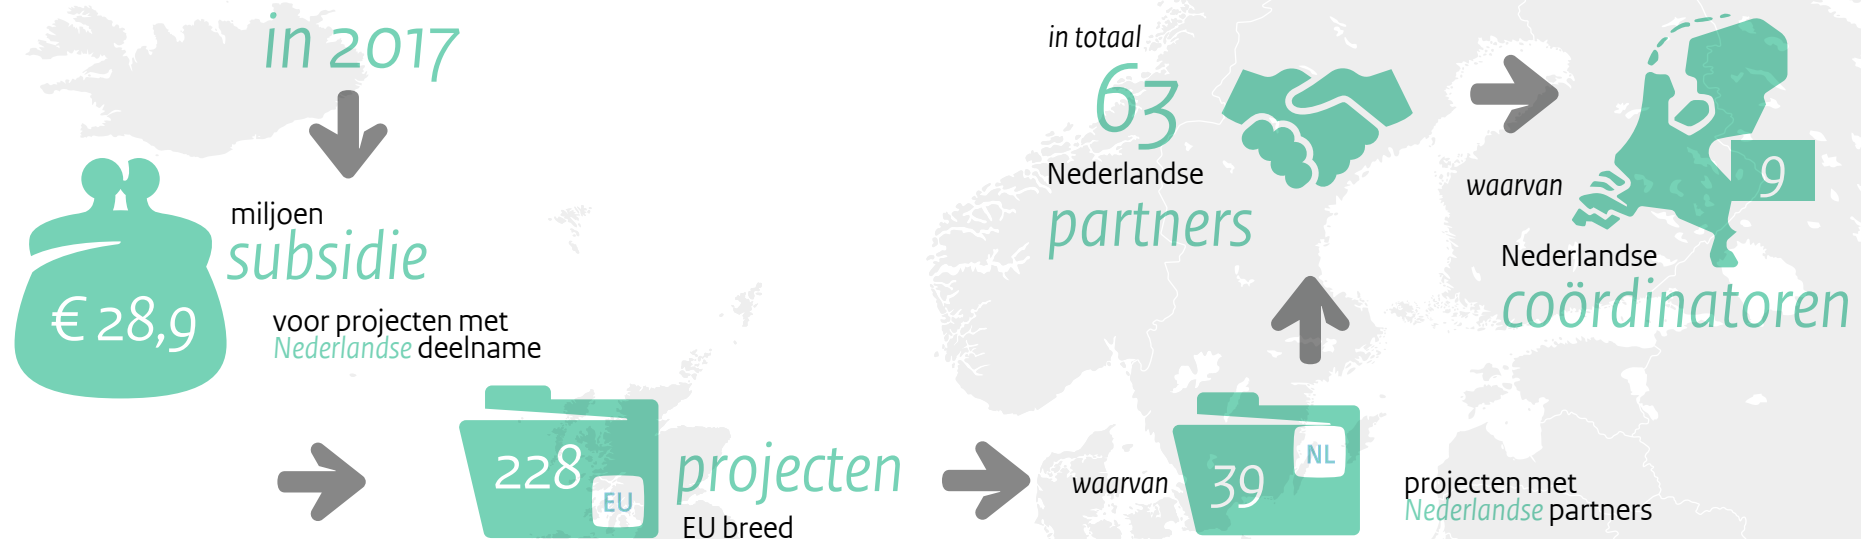 in 2017
miljoen
subsidie
€ 28,9
voor projecten met
Nederlandse deelname
228
EU
projecten
EU breed
waarvan
39
NL
projecten met
Nederlandse partners
in totaal
63
Nederlandse
partners
waarvan
9
Nederlandse
coördinatoren